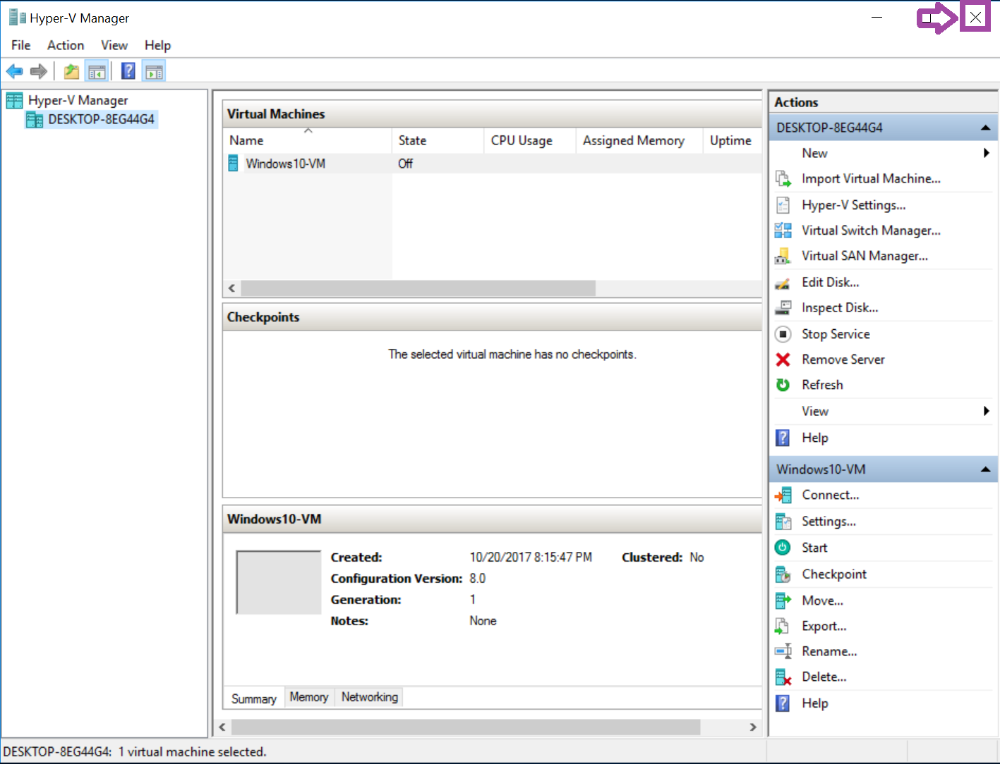 Hyper-V Manager
File Action View Help
Hyper-V Manager
DESKTOP-8EG44G4
Virtual Machines
Name State CPU Usage Assigned Memory Uptime
Windows10-VM Off
Checkpoints
The selected virtual machine has no checkpoints.
Windows10-VM
Created: 10/20/2017 8:15:47 PM Clustered: No
Configuration Version: 8.0
Generation: 1
Notes: None
Summary Memory Networking
Actions
DESKTOP-8EG44G4
New
Import Virtual Machine...
Hyper-V Settings...
Virtual Switch Manager...
Virtual SAN Manager...
Edit Disk...
Inspect Disk...
Stop Service
Remove Server
Refresh
View
Help
Windows10-VM
Connect...
Settings...
Start
Checkpoint
Move...
Export...
Rename...
Delete...
Help
DESKTOP-8EG44G4: 1 virtual machine selected.